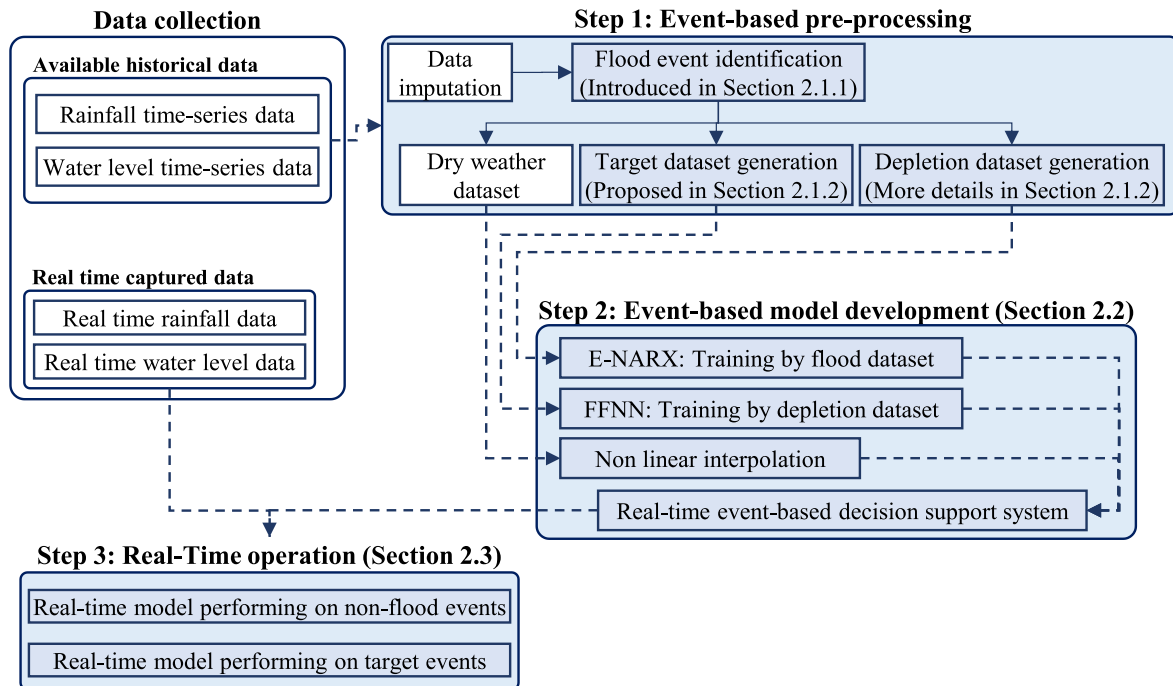 Data collection
Available historical data
Rainfall time-series data
Water level time-series data
Real time captured data
Real time rainfall data
Real time water level data
Step 1: Event-based pre-processing
Data
imputation
Flood event identification
(Introduced in Section 2.1.1)
Dry weather
dataset
Target dataset generation
(Proposed in Section 2.1.2)
Depletion dataset generation
(More details in Section 2.1.2)
Step 2: Event-based model development (Section 2.2)
E-NARX: Training by flood dataset
FFNN: Training by depletion dataset
Non linear interpolation
Real-time event-based decision support system
Step 3: Real-Time operation (Section 2.3)
Real-time model performing on non-flood events
Real-time model performing on target events